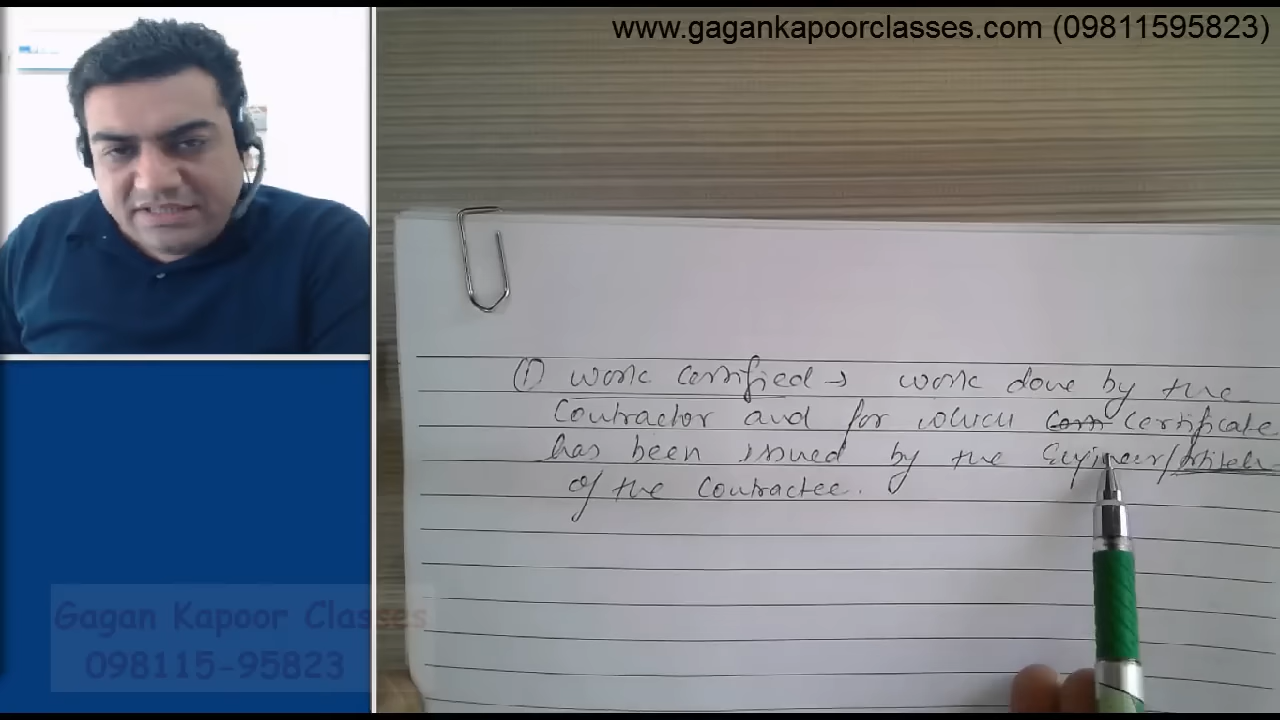 www.gagankapoorclasses.com (09811595823)
① work certified → work done by the
Contractor and for which certificate
has been issued by the Engineer/
of the Contractee.
Gagan Kapoor Classes
098115-95823